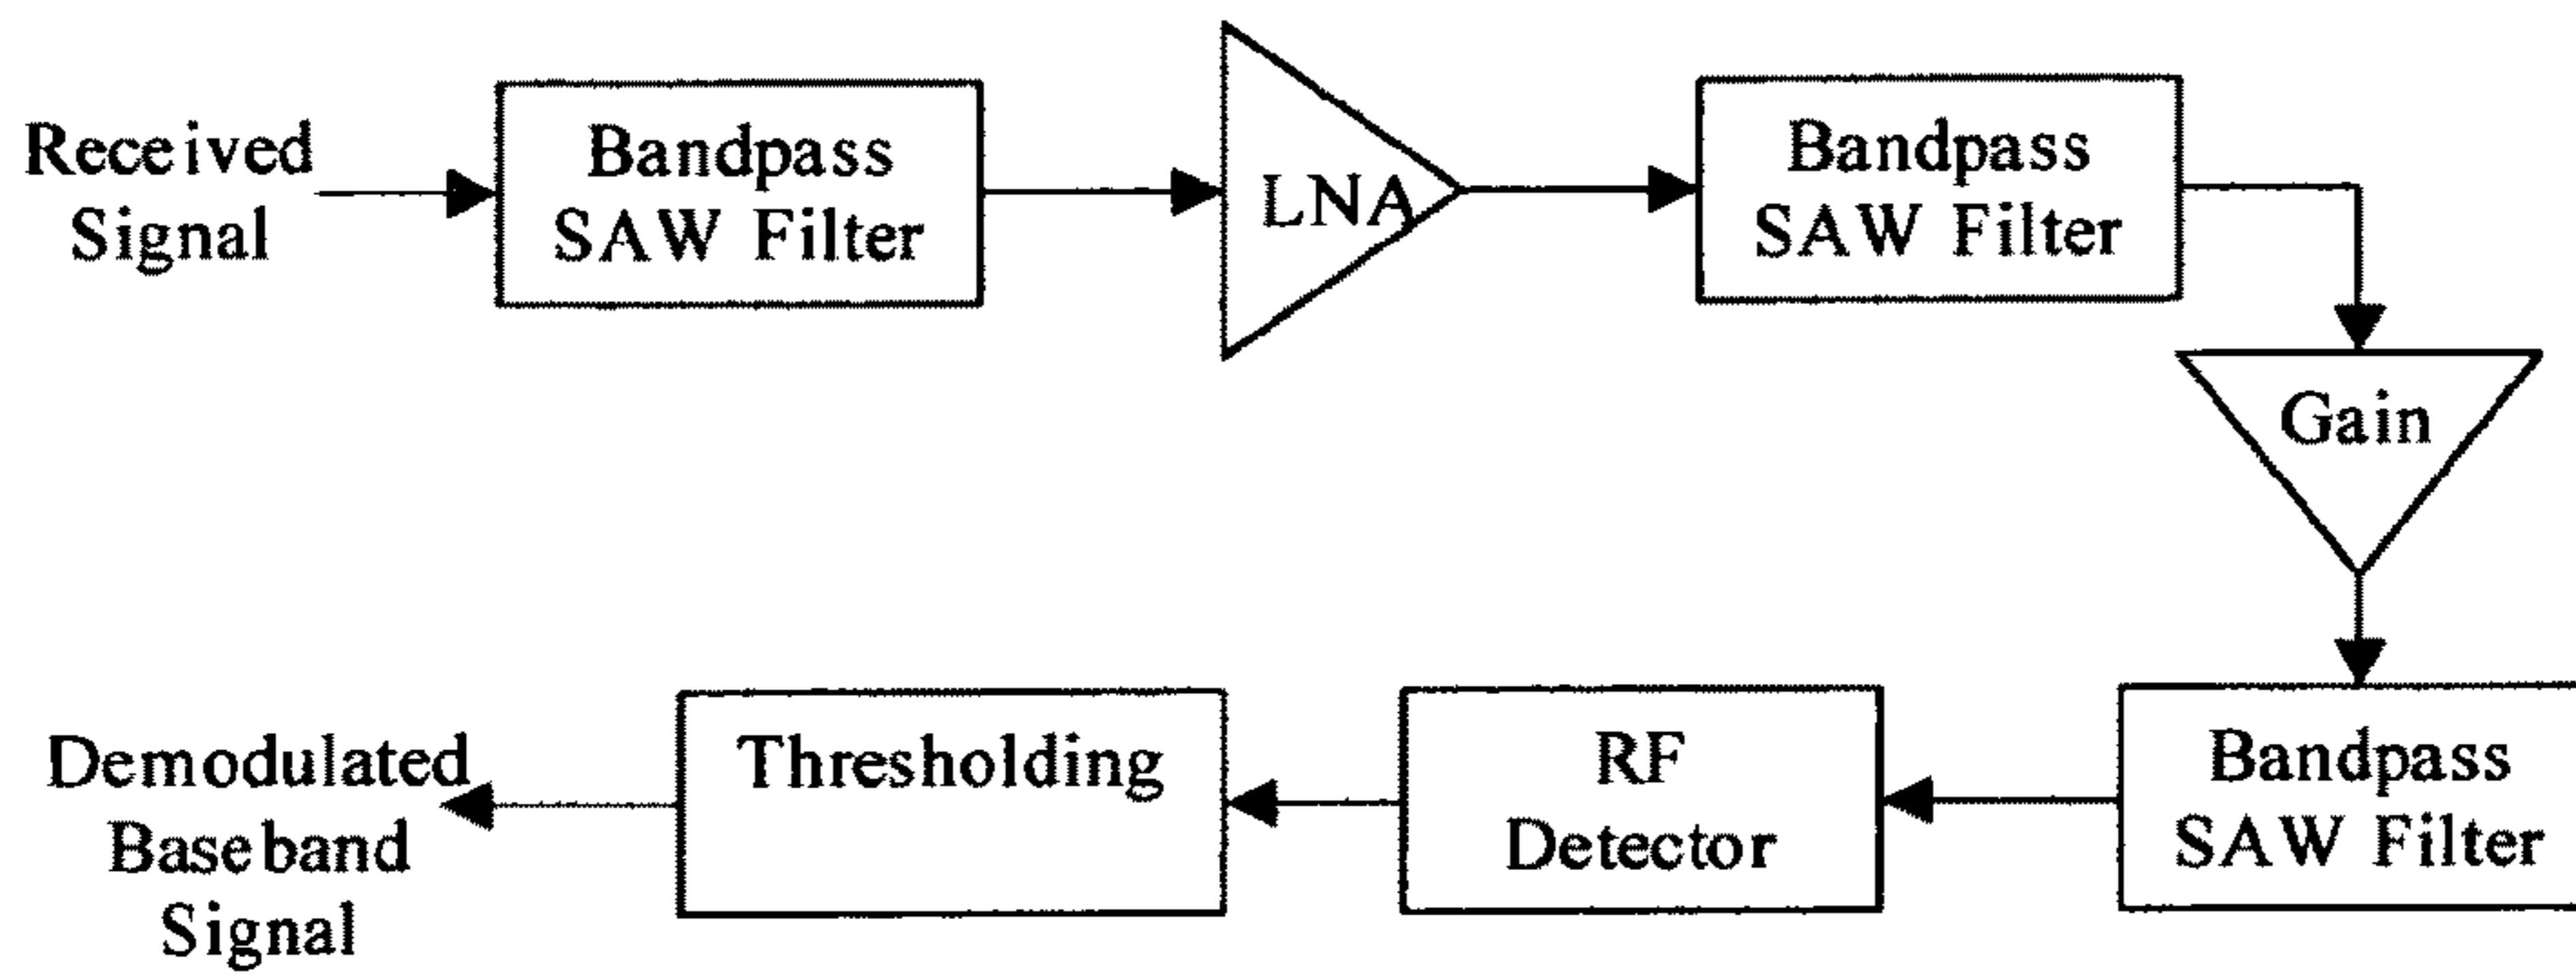 Received
Signal
Bandpass
SAW Filter
LNA
Bandpass
SAW Filter
Gain
Bandpass
SAW Filter
RF
Detector
Thresholding
Demodulated
Baseband
Signal